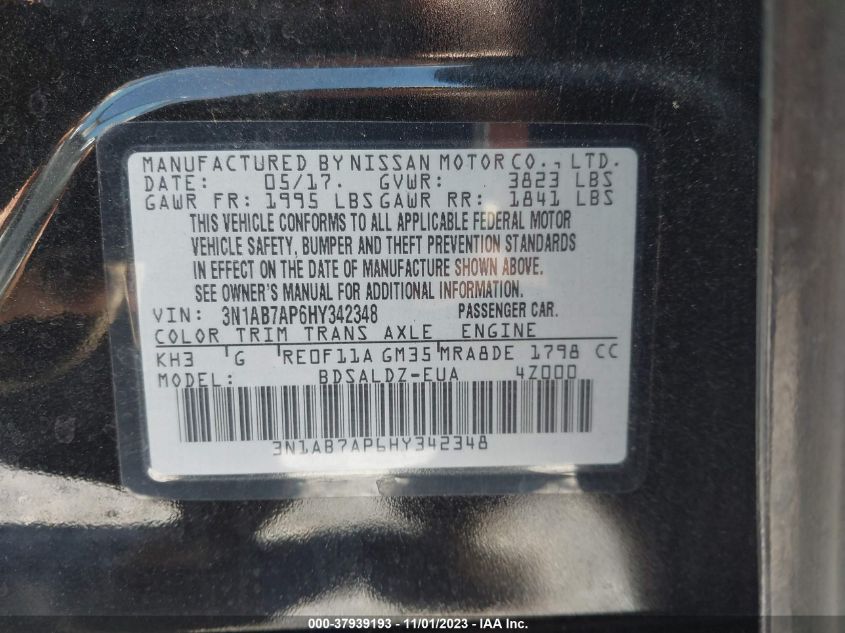 MANUFACTURED BY NISSAN MOTOR CO., LTD.
DATE: 05/17. GVWR: 3823 LBS
GAWR FR: 1995 LBS GAWR RR: 1841 LBS
THIS VEHICLE CONFORMS TO ALL APPLICABLE FEDERAL MOTOR
VEHICLE SAFETY, BUMPER AND THEFT PREVENTION STANDARDS
IN EFFECT ON THE DATE OF MANUFACTURE SHOWN ABOVE.
SEE OWNER'S MANUAL FOR ADDITIONAL INFORMATION.
VIN: 3N1AB7AP6HY342348 PASSENGER CAR.
COLOR TRIM TRANS AXLE ENGINE
KH3 G RE0F11A GM35 MRA8DE 1798 CC
MODEL: BDSALDZ-EUA 4Z000
3N1AB7AP6HY342348
000-37939193 - 11/01/2023 - IAA Inc.